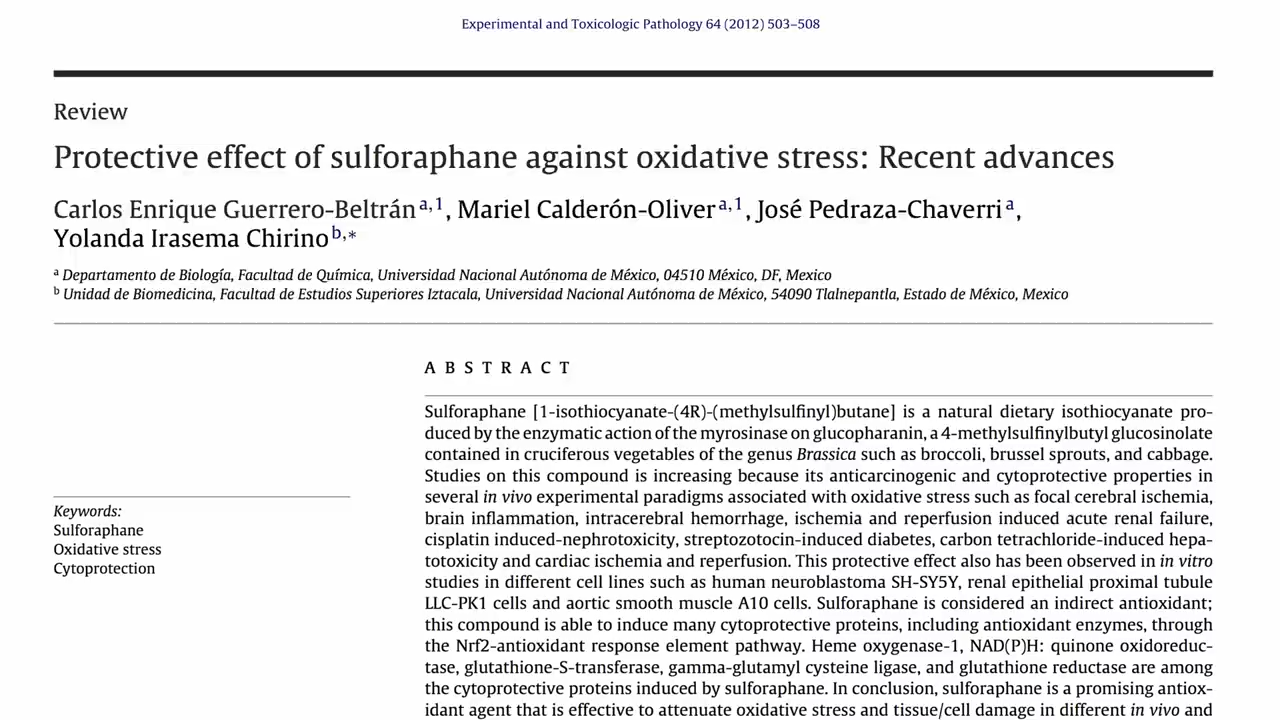 Experimental and Toxicologic Pathology 64 (2012) 503–508
Review
Protective effect of sulforaphane against oxidative stress: Recent advances
Carlos Enrique Guerrero-Beltrán a,1, Mariel Calderón-Oliver a,1, José Pedraza-Chaverri a,
Yolanda Irasema Chirino b,*
a Departamento de Biología, Facultad de Química, Universidad Nacional Autónoma de México, 04510 México, DF, Mexico
b Unidad de Biomedicina, Facultad de Estudios Superiores Iztacala, Universidad Nacional Autónoma de México, 54090 Tlalnepantla, Estado de México, Mexico
Keywords:
Sulforaphane
Oxidative stress
Cytoprotection
ABSTRACT
Sulforaphane [1-isothiocyanate-(4R)-(methylsulfinyl)butane] is a natural dietary isothiocyanate pro-
duced by the enzymatic action of the myrosinase on glucopharanin, a 4-methylsulfinylbutyl glucosinolate
contained in cruciferous vegetables of the genus Brassica such as broccoli, brussel sprouts, and cabbage.
Studies on this compound is increasing because its anticarcinogenic and cytoprotective properties in
several in vivo experimental paradigms associated with oxidative stress such as focal cerebral ischemia,
brain inflammation, intracerebral hemorrhage, ischemia and reperfusion induced acute renal failure,
cisplatin induced-nephrotoxicity, streptozotocin-induced diabetes, carbon tetrachloride-induced hepa-
totoxicity and cardiac ischemia and reperfusion. This protective effect also has been observed in in vitro
studies in different cell lines such as human neuroblastoma SH-SY5Y, renal epithelial proximal tubule
LLC-PK1 cells and aortic smooth muscle A10 cells. Sulforaphane is considered an indirect antioxidant;
this compound is able to induce many cytoprotective proteins, including antioxidant enzymes, through
the Nrf2-antioxidant response element pathway. Heme oxygenase-1, NAD(P)H: quinone oxidoreduc-
tase, glutathione-S-transferase, gamma-glutamyl cysteine ligase, and glutathione reductase are among
the cytoprotective proteins induced by sulforaphane. In conclusion, sulforaphane is a promising antiox-
idant agent that is effective to attenuate oxidative stress and tissue/cell damage in different in vivo and